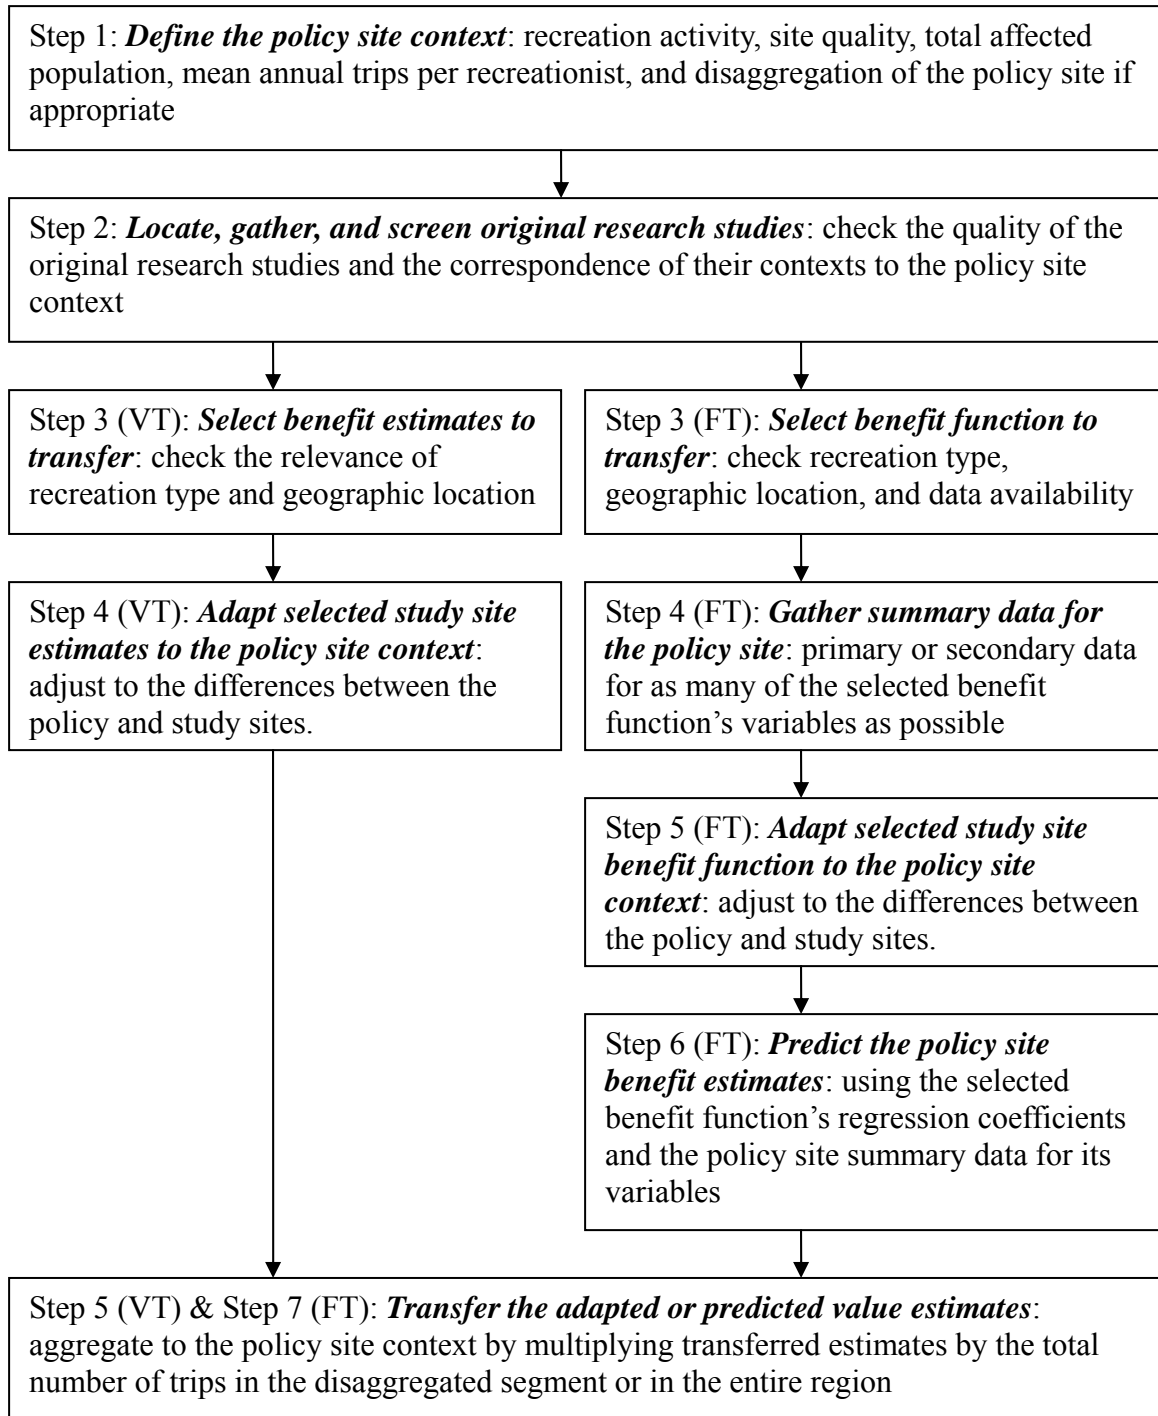 Step 1: Define the policy site context: recreation activity, site quality, total affected
population, mean annual trips per recreationist, and disaggregation of the policy site if
appropriate
Step 2: Locate, gather, and screen original research studies: check the quality of the
original research studies and the correspondence of their contexts to the policy site
context
Step 3 (VT): Select benefit estimates to
transfer: check the relevance of
recreation type and geographic location
Step 3 (FT): Select benefit function to
transfer: check recreation type,
geographic location, and data availability
Step 4 (VT): Adapt selected study site
estimates to the policy site context:
adjust to the differences between the
policy and study sites.
Step 4 (FT): Gather summary data for
the policy site: primary or secondary data
for as many of the selected benefit
function’s variables as possible
Step 5 (FT): Adapt selected study site
benefit function to the policy site
context: adjust to the differences between
the policy and study sites.
Step 6 (FT): Predict the policy site
benefit estimates: using the selected
benefit function’s regression coefficients
and the policy site summary data for its
variables
Step 5 (VT) & Step 7 (FT): Transfer the adapted or predicted value estimates:
aggregate to the policy site context by multiplying transferred estimates by the total
number of trips in the disaggregated segment or in the entire region